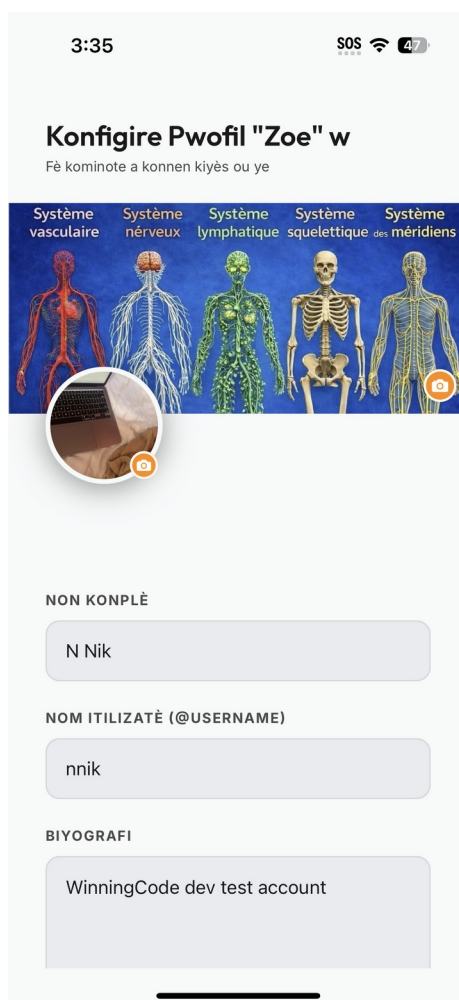 3:35
SOS
47
Konfigire Pwofil "Zoe" w
Fè kominote a konnen kiyès ou ye
Système vasculaire
Système nérveux
Système lymphatique
Système squelettique
Système des méridiens
NON KONPLÈ
N Nik
NOM ITILIZATÈ (@USERNAME)
nnik
BIYOGRAFI
WinningCode dev test account